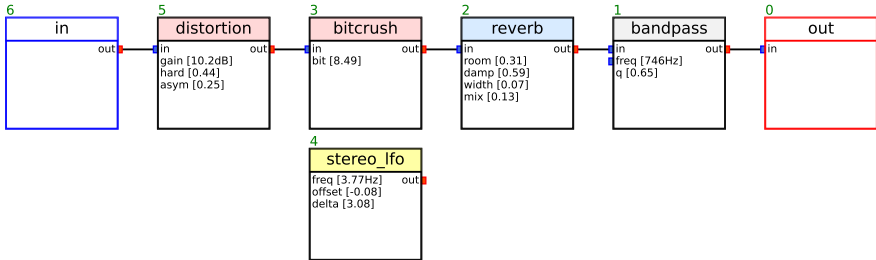 6
in
out
5
distortion
in
out
gain [10.2dB]
hard [0.44]
asym [0.25]
3
bitcrush
in
out
bit [8.49]
2
reverb
in
out
room [0.31]
damp [0.59]
width [0.07]
mix [0.13]
1
bandpass
in
out
freq [746Hz]
q [0.65]
0
out
in
4
stereo_lfo
freq [3.77Hz]
out
offset [-0.08]
delta [3.08]